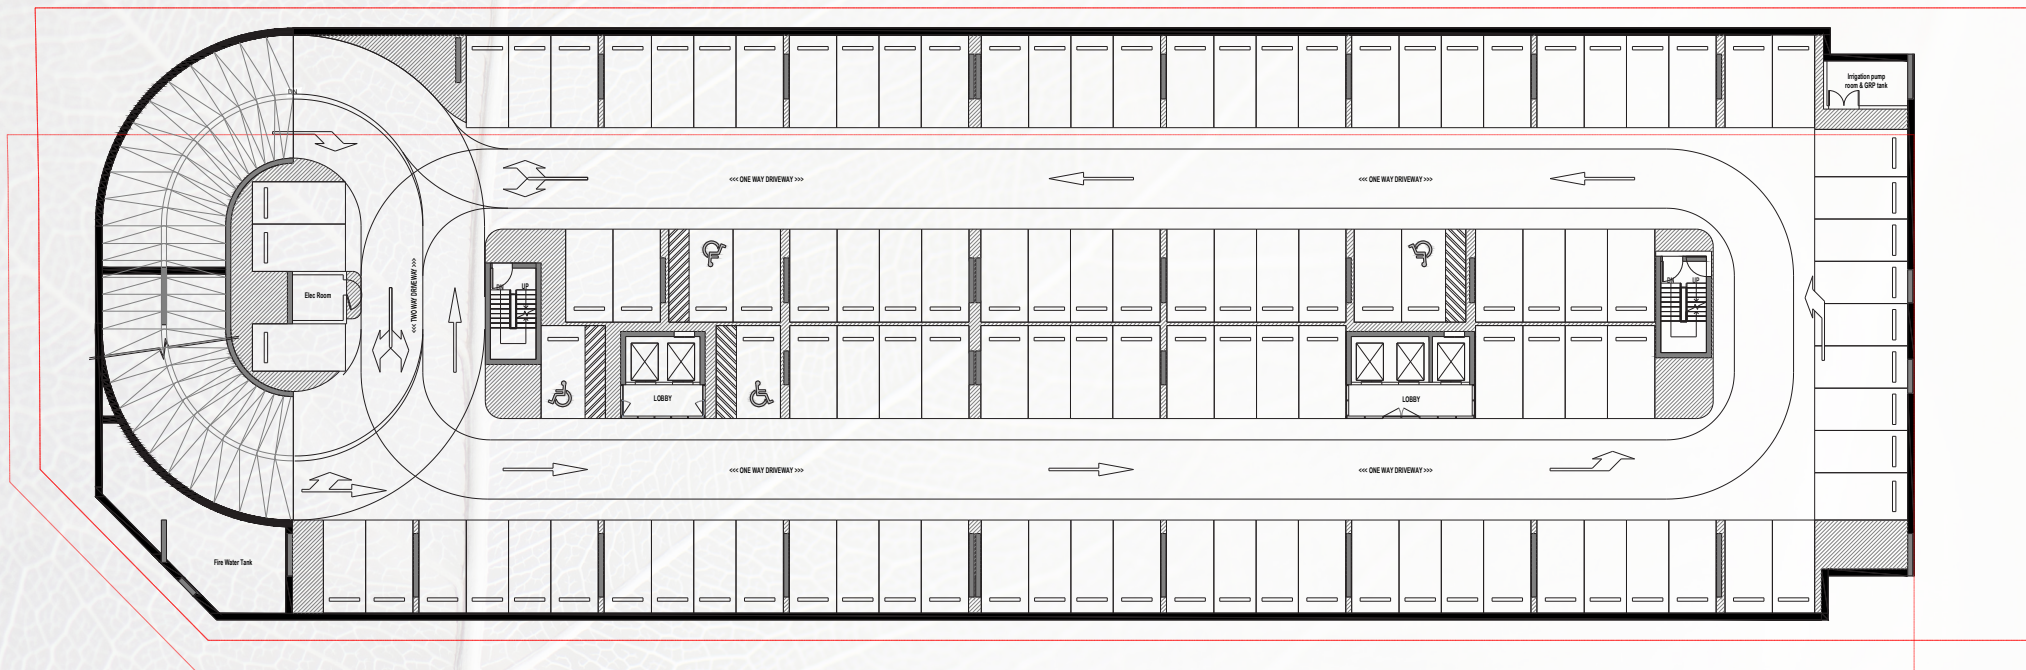 DN
Irrigation pump
room & GRP tank
<<< ONE WAY DRIVEWAY >>>
<<< ONE WAY DRIVEWAY >>>
<<< TWO WAY DRIVEWAY >>>
Elec Room
DN
UP
DN
UP
LOBBY
LOBBY
<<< ONE WAY DRIVEWAY >>>
<<< ONE WAY DRIVEWAY >>>
Fire Water Tank